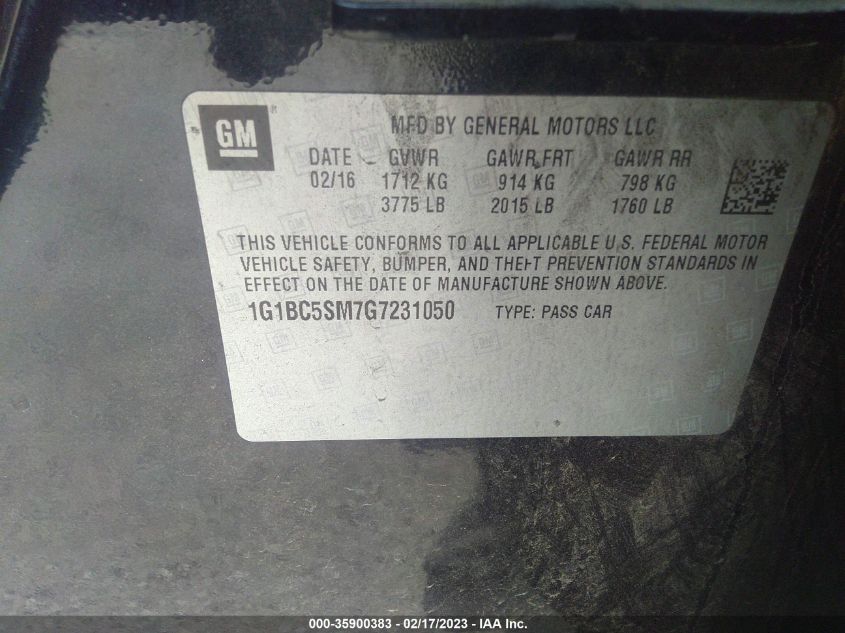 GM
MFD BY GENERAL MOTORS LLC
DATE GVWR GAWR FRT GAWR RR
02/16 1712 KG 914 KG 798 KG
3775 LB 2015 LB 1760 LB
THIS VEHICLE CONFORMS TO ALL APPLICABLE U.S. FEDERAL MOTOR
VEHICLE SAFETY, BUMPER, AND THEFT PREVENTION STANDARDS IN
EFFECT ON THE DATE OF MANUFACTURE SHOWN ABOVE.
1G1BC5SM7G7231050 TYPE: PASS CAR
000-35900383 - 02/17/2023 - IAA Inc.